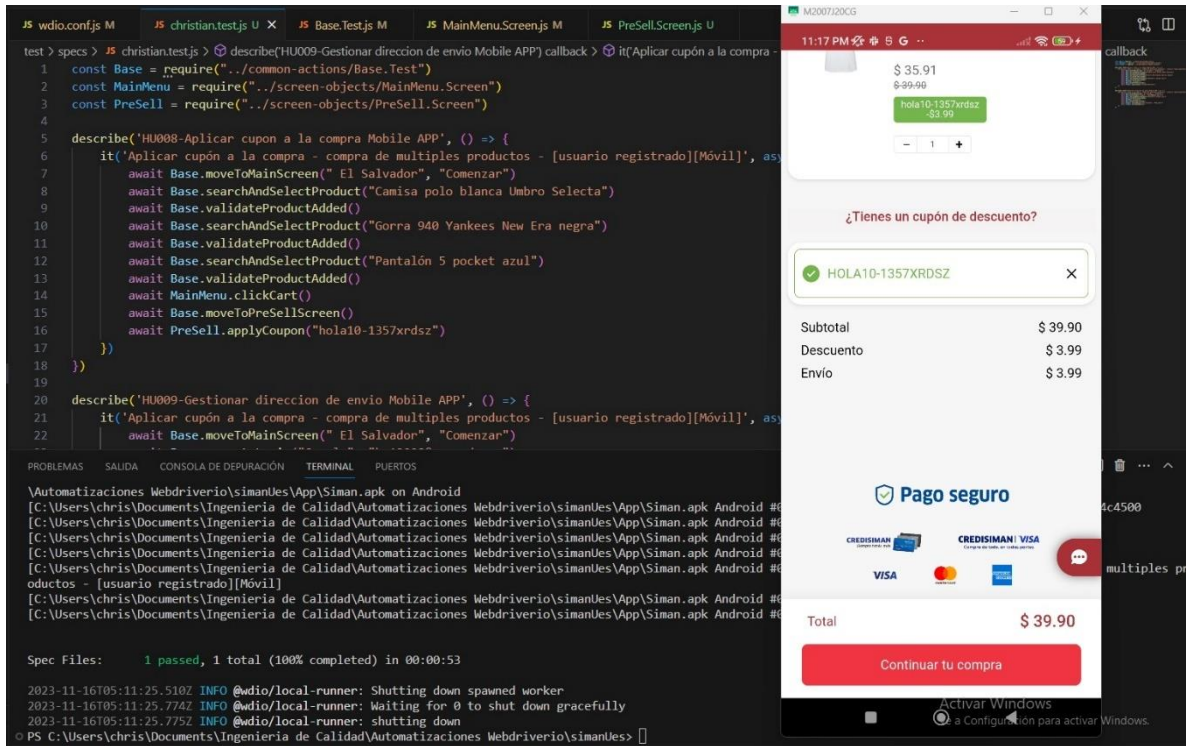 wdio.conf.js M
christian.test.js U
Base.Test.js M
MainMenu.Screen.js M
PreSell.Screen.js U
test > specs > JS christian.test.js > describe('HU009-Gestionar direccion de envio Mobile APP') callback > it('Aplicar cupón a la compra -
callback
1 const Base = require("../common-actions/Base.Test")
2 const MainMenu = require("../screen-objects/MainMenu.Screen")
3 const PreSell = require("../screen-objects/PreSell.Screen")
4
5 describe('HU008-Aplicar cupon a la compra Mobile APP', () => {
6 it('Aplicar cupón a la compra - compra de multiples productos - [usuario registrado][Móvil]', asy
7 await Base.moveToMainScreen(" El Salvador", "Comenzar")
8 await Base.searchAndSelectProduct("Camisa polo blanca Umbro Selecta")
9 await Base.validateProductAdded()
10 await Base.searchAndSelectProduct("Gorra 940 Yankees New Era negra")
11 await Base.validateProductAdded()
12 await Base.searchAndSelectProduct("Pantalón 5 pocket azul")
13 await Base.validateProductAdded()
14 await MainMenu.clickCart()
15 await Base.moveToPreSellScreen()
16 await PreSell.applyCoupon("hola10-1357xrdsz")
17 })
18 })
19
20 describe('HU009-Gestionar direccion de envio Mobile APP', () => {
21 it('Aplicar cupón a la compra - compra de multiples productos - [usuario registrado][Móvil]', asy
22 await Base.moveToMainScreen(" El Salvador", "Comenzar")
PROBLEMAS SALIDA CONSOLA DE DEPURACIÓN TERMINAL PUERTOS
\Automatizaciones Webdriverio\simanUes\App\Siman.apk on Android
[C:\Users\chris\Documents\Ingenieria de Calidad\Automatizaciones Webdriverio\simanUes\App\Siman.apk Android #0
4c4500
[C:\Users\chris\Documents\Ingenieria de Calidad\Automatizaciones Webdriverio\simanUes\App\Siman.apk Android #0
[C:\Users\chris\Documents\Ingenieria de Calidad\Automatizaciones Webdriverio\simanUes\App\Siman.apk Android #0
[C:\Users\chris\Documents\Ingenieria de Calidad\Automatizaciones Webdriverio\simanUes\App\Siman.apk Android #0
[C:\Users\chris\Documents\Ingenieria de Calidad\Automatizaciones Webdriverio\simanUes\App\Siman.apk Android #0
multiples pr
oductos - [usuario registrado][Móvil]
[C:\Users\chris\Documents\Ingenieria de Calidad\Automatizaciones Webdriverio\simanUes\App\Siman.apk Android #0
[C:\Users\chris\Documents\Ingenieria de Calidad\Automatizaciones Webdriverio\simanUes\App\Siman.apk Android #0
Spec Files: 1 passed, 1 total (100% completed) in 00:00:53
2023-11-16T05:11:25.510Z INFO @wdio/local-runner: Shutting down spawned worker
2023-11-16T05:11:25.774Z INFO @wdio/local-runner: Waiting for 0 to shut down gracefully
2023-11-16T05:11:25.775Z INFO @wdio/local-runner: shutting down
PS C:\Users\chris\Documents\Ingenieria de Calidad\Automatizaciones Webdriverio\simanUes>
M2007J20CG
11:17 PM
$ 35.91
$ 39.90
hola10-1357xrdsz
-$3.99
- 1 +
¿Tienes un cupón de descuento?
HOLA10-1357XRDSZ
Subtotal $ 39.90
Descuento $ 3.99
Envío $ 3.99
Pago seguro
CREDISIMAN
CREDISIMAN VISA
VISA
Total $ 39.90
Continuar tu compra
Activar Windows
a Configuración para activar Windows.